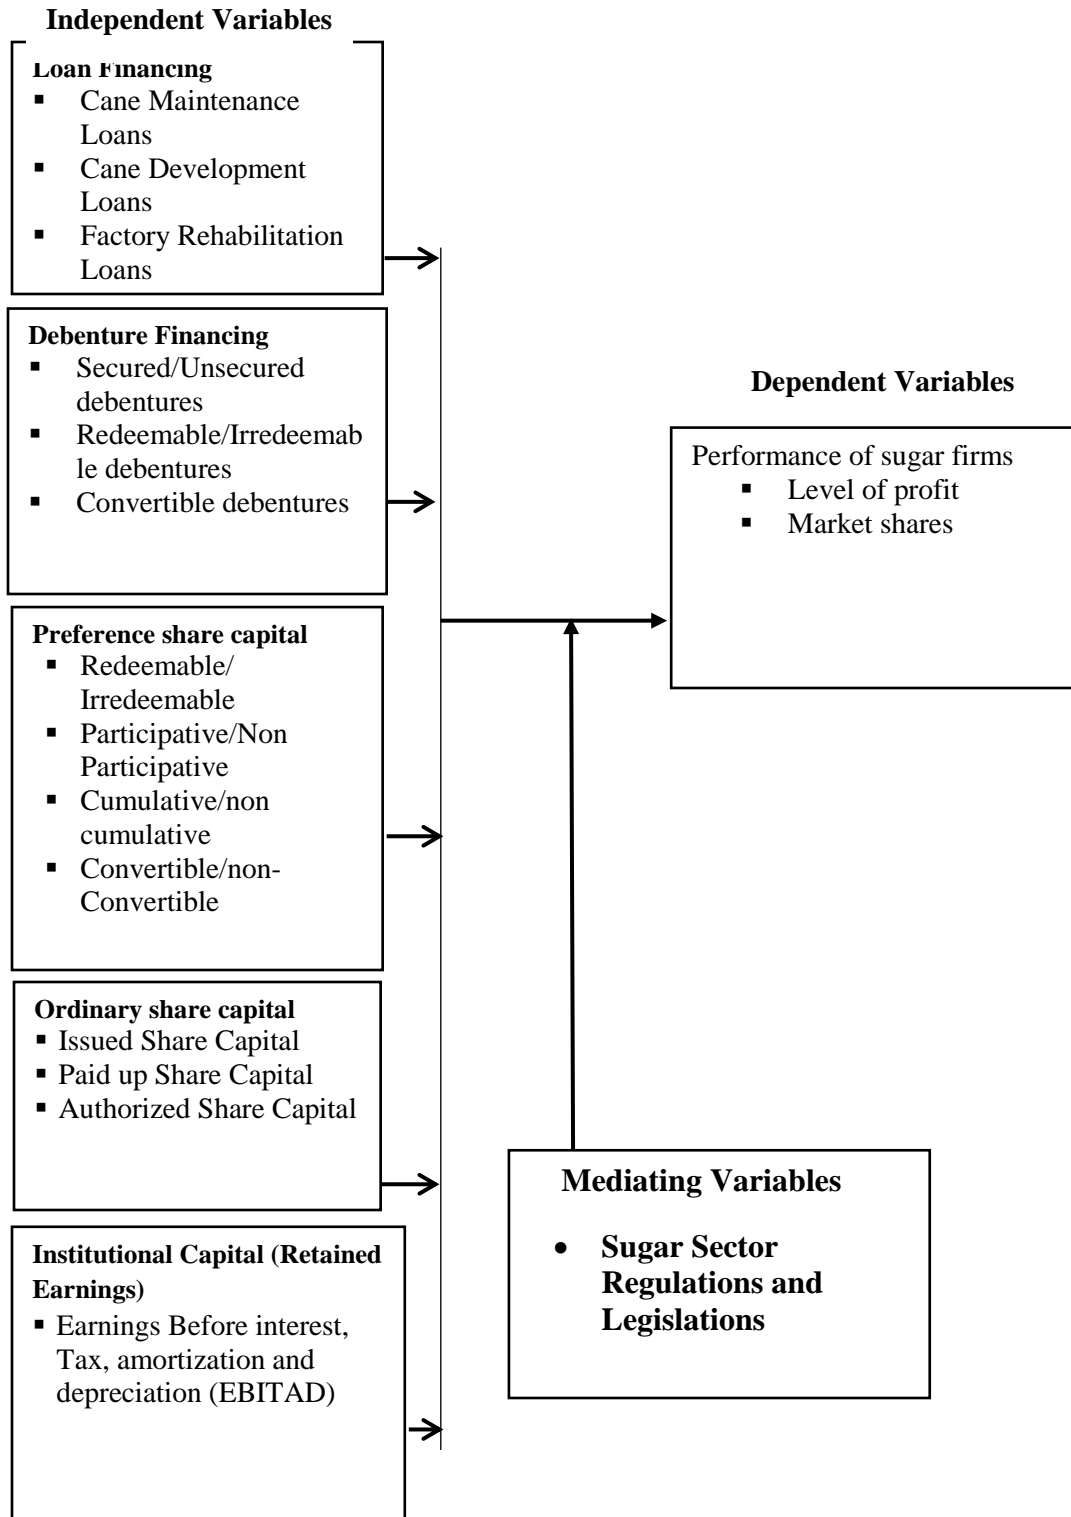 Independent Variables
Loan Financing
▪ Cane Maintenance
Loans
▪ Cane Development
Loans
▪ Factory Rehabilitation
Loans
Debenture Financing
▪ Secured/Unsecured
debentures
▪ Redeemable/Irredeemab
le debentures
▪ Convertible debentures
Preference share capital
▪ Redeemable/
Irredeemable
▪ Participative/Non
Participative
▪ Cumulative/non
cumulative
▪ Convertible/non-
Convertible
Ordinary share capital
▪ Issued Share Capital
▪ Paid up Share Capital
▪ Authorized Share Capital
Institutional Capital (Retained
Earnings)
▪ Earnings Before interest,
Tax, amortization and
depreciation (EBITAD)
Dependent Variables
Performance of sugar firms
▪ Level of profit
▪ Market shares
Mediating Variables
• Sugar Sector
Regulations and
Legislations